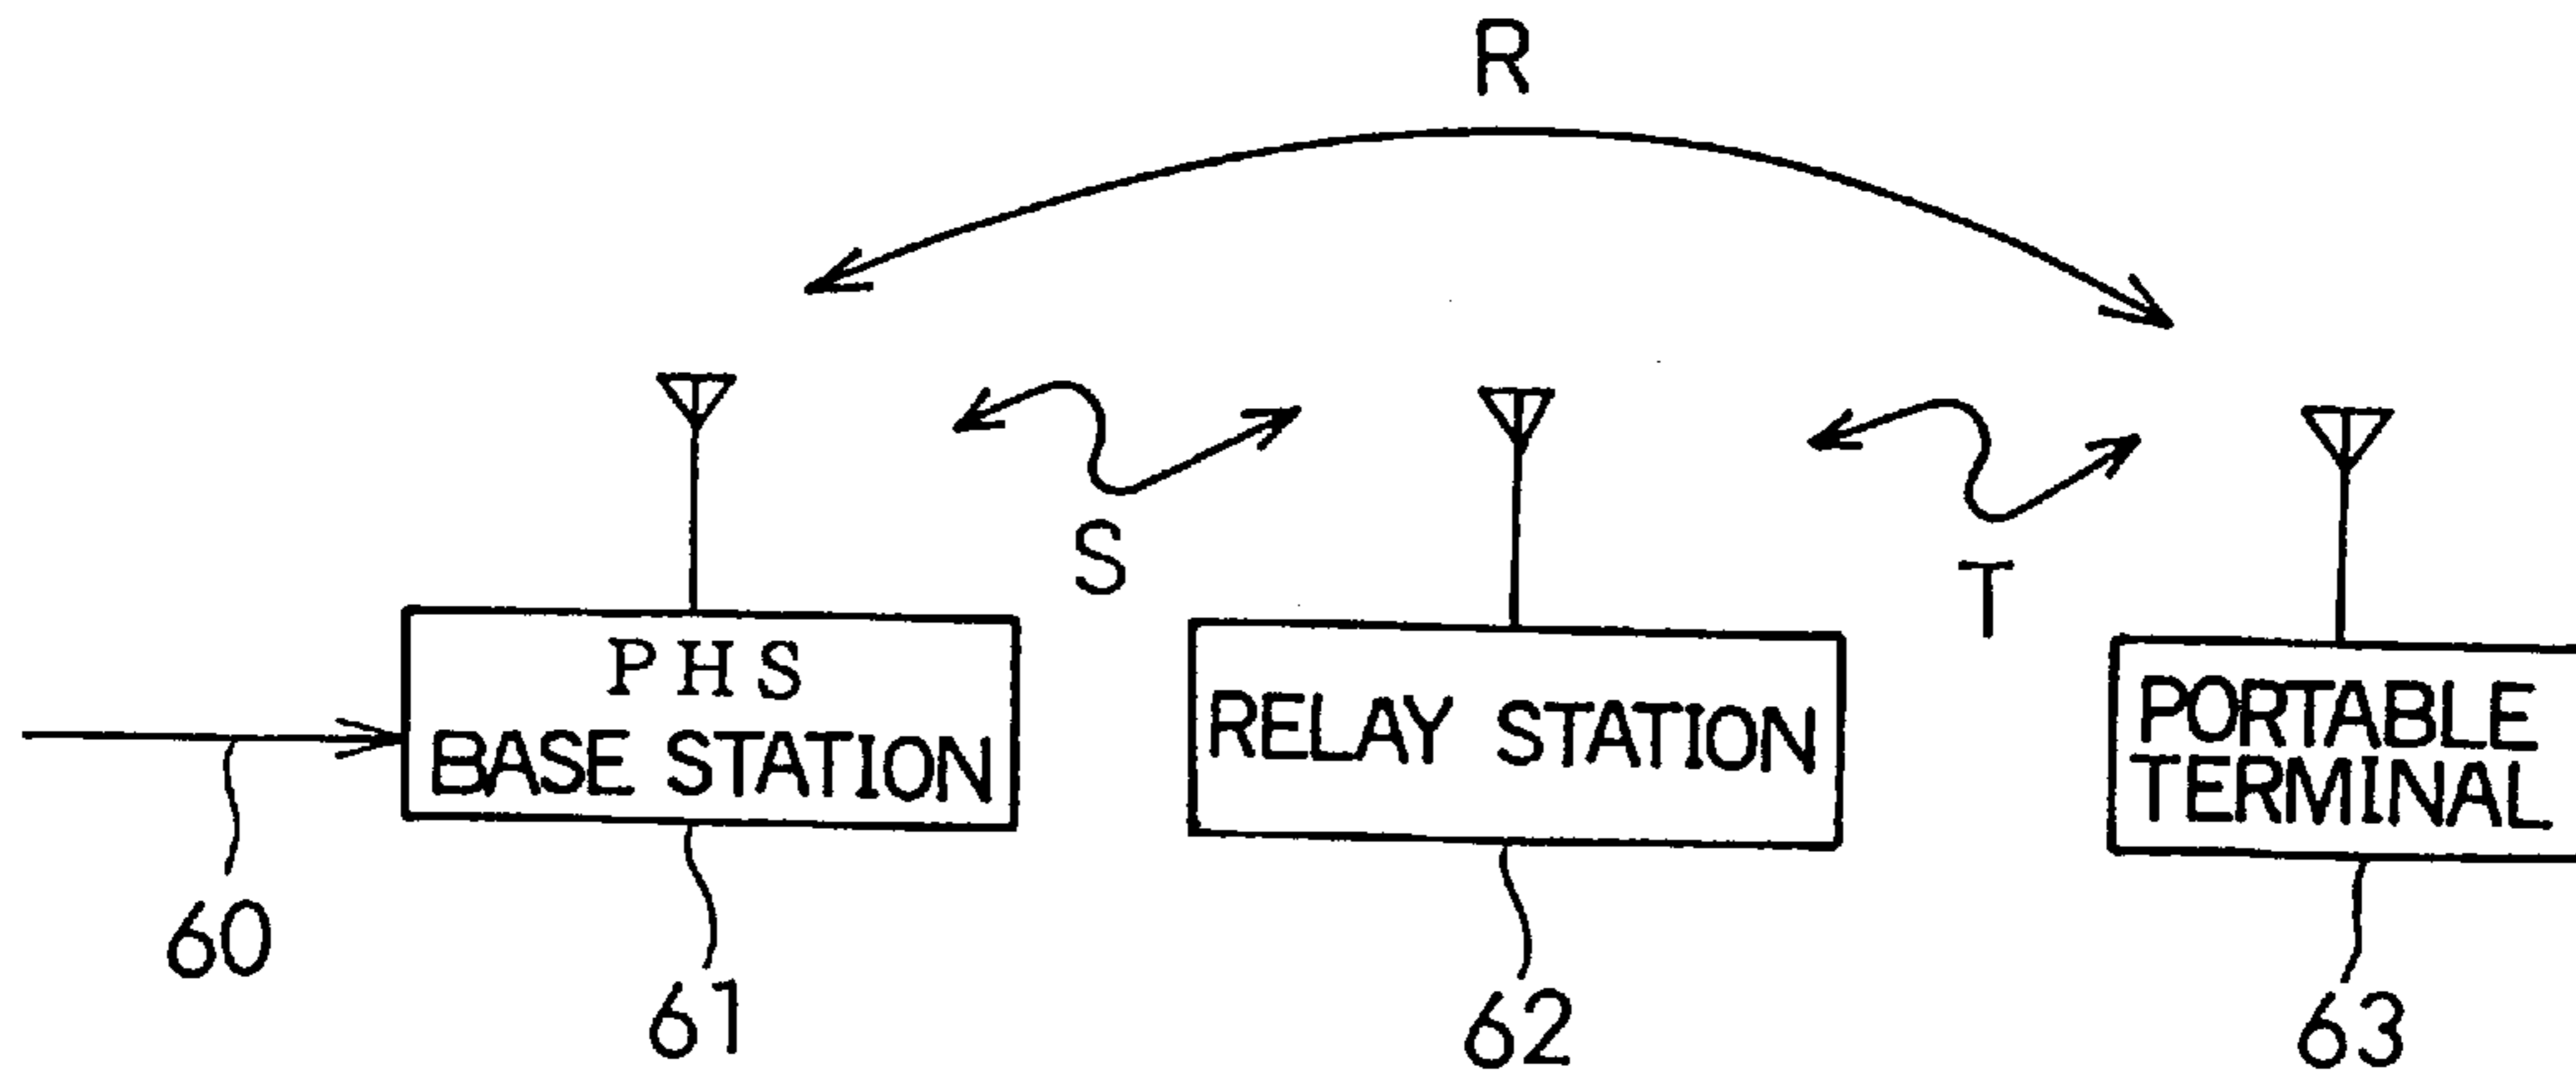 R
S
T
PHS
BASE STATION
RELAY STATION
PORTABLE
TERMINAL
60
61
62
63